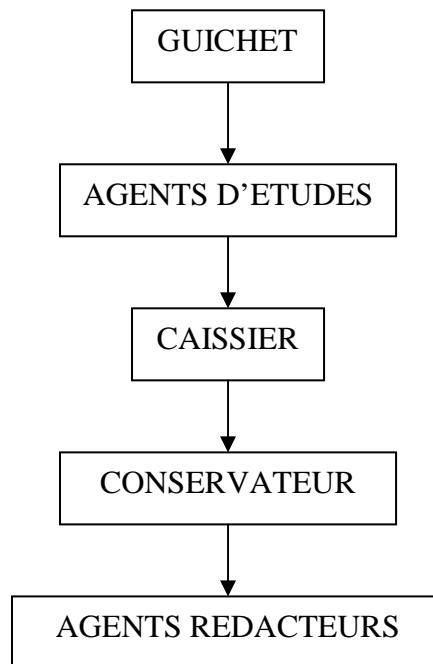 GUICHET
AGENTS D’ETUDES
CAISSIER
CONSERVATEUR
AGENTS REDACTEURS